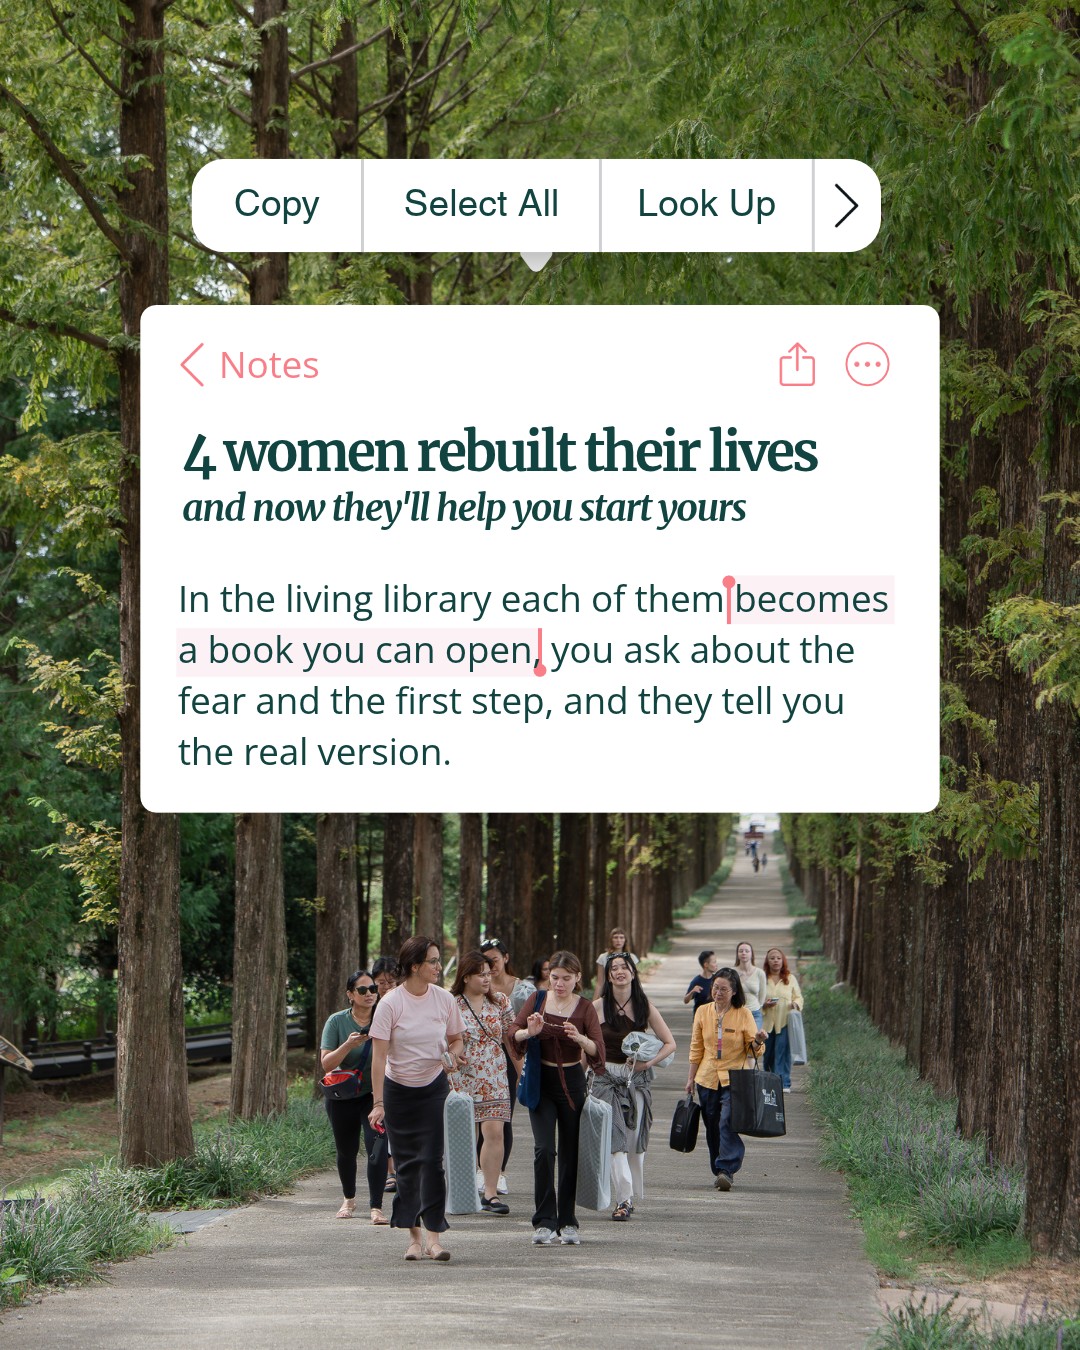 Copy Select All Look Up
Notes
4 women rebuilt their lives
and now they'll help you start yours
In the living library each of them becomes
a book you can open, you ask about the
fear and the first step, and they tell you
the real version.